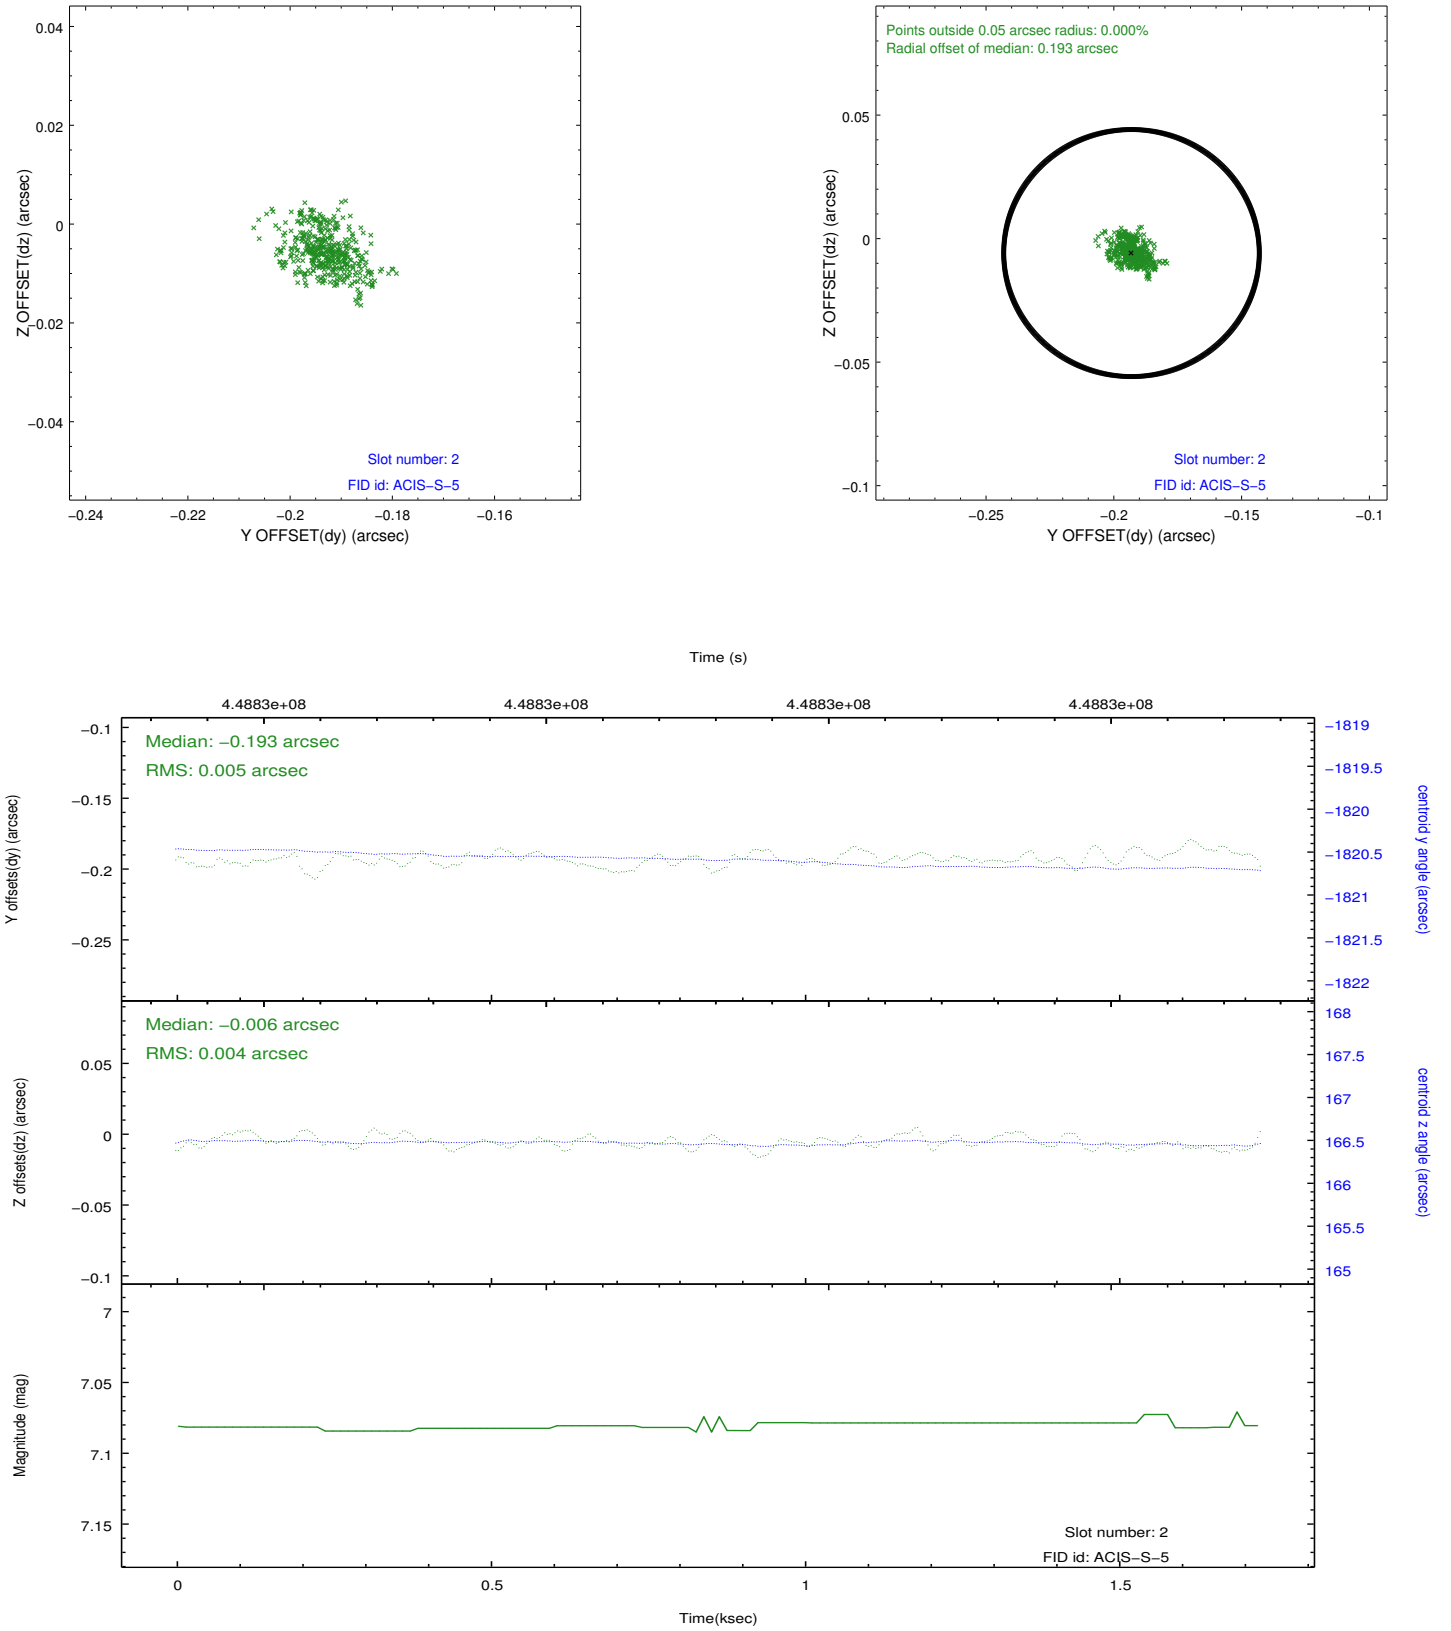 0.04
0.02
0
−0.02
−0.04
Z OFFSET(dz) (arcsec)
Slot number: 2
FID id: ACIS−S−5
−0.24
−0.22
−0.2
−0.18
−0.16
Y OFFSET(dy) (arcsec)
Points outside 0.05 arcsec radius: 0.000%
Radial offset of median: 0.193 arcsec
0.05
0
−0.05
−0.1
Z OFFSET(dz) (arcsec)
Slot number: 2
FID id: ACIS−S−5
−0.25
−0.2
−0.15
−0.1
Y OFFSET(dy) (arcsec)
Time (s)
4.4883e+08
4.4883e+08
4.4883e+08
4.4883e+08
Median: −0.193 arcsec
RMS: 0.005 arcsec
−0.1
−0.15
−0.2
−0.25
Y offsets(dy) (arcsec)
−1819
−1819.5
−1820
−1820.5
−1821
−1821.5
−1822
centroid y angle (arcsec)
Median: −0.006 arcsec
RMS: 0.004 arcsec
0.05
0
−0.05
−0.1
Z offsets(dz) (arcsec)
168
167.5
167
166.5
166
165.5
165
centroid z angle (arcsec)
7
7.05
7.1
7.15
Magnitude (mag)
Slot number: 2
FID id: ACIS−S−5
0
0.5
1
1.5
Time(ksec)